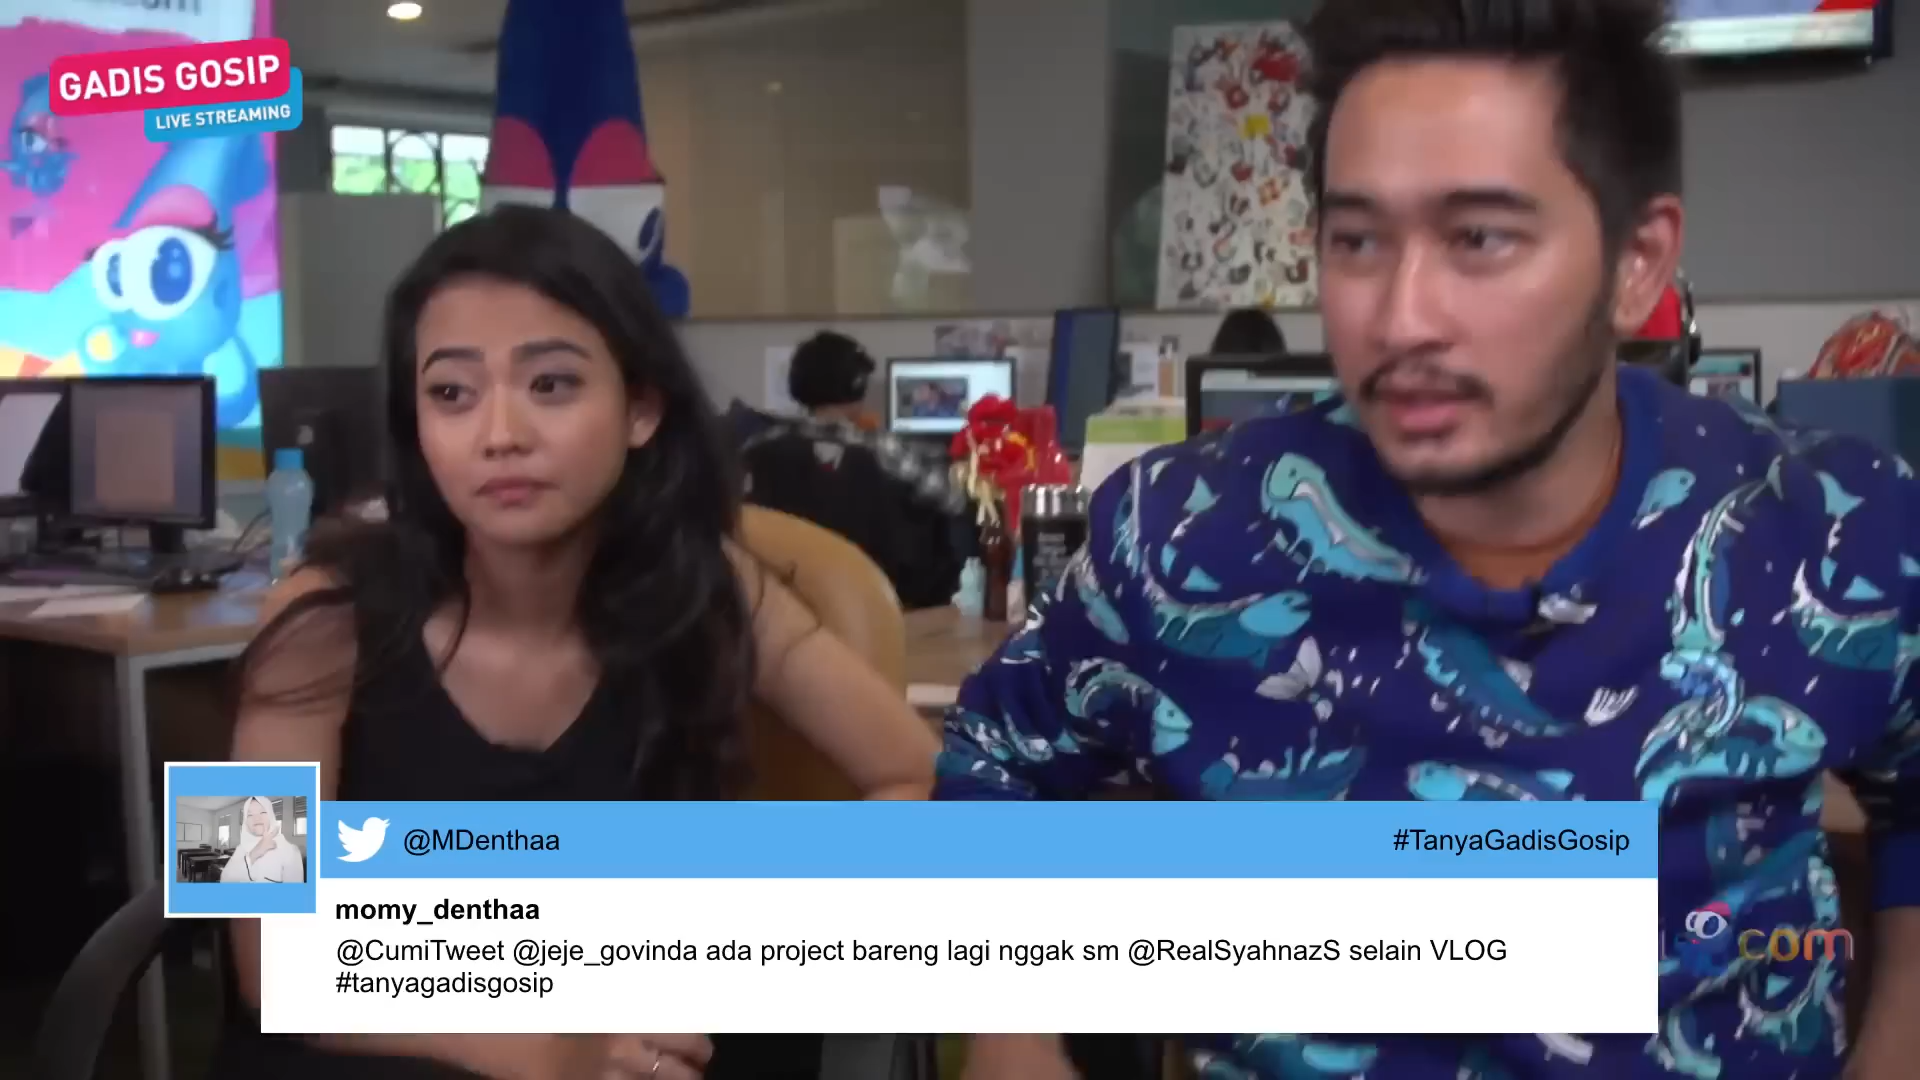 GADIS GOSIP
LIVE STREAMING
@MDenthaa
#TanyaGadisGosip
momy_denthaa
@CumiTweet @jeje_govinda ada project bareng lagi nggak sm @RealSyahnazS selain VLOG
#tanyagadisgosip
com